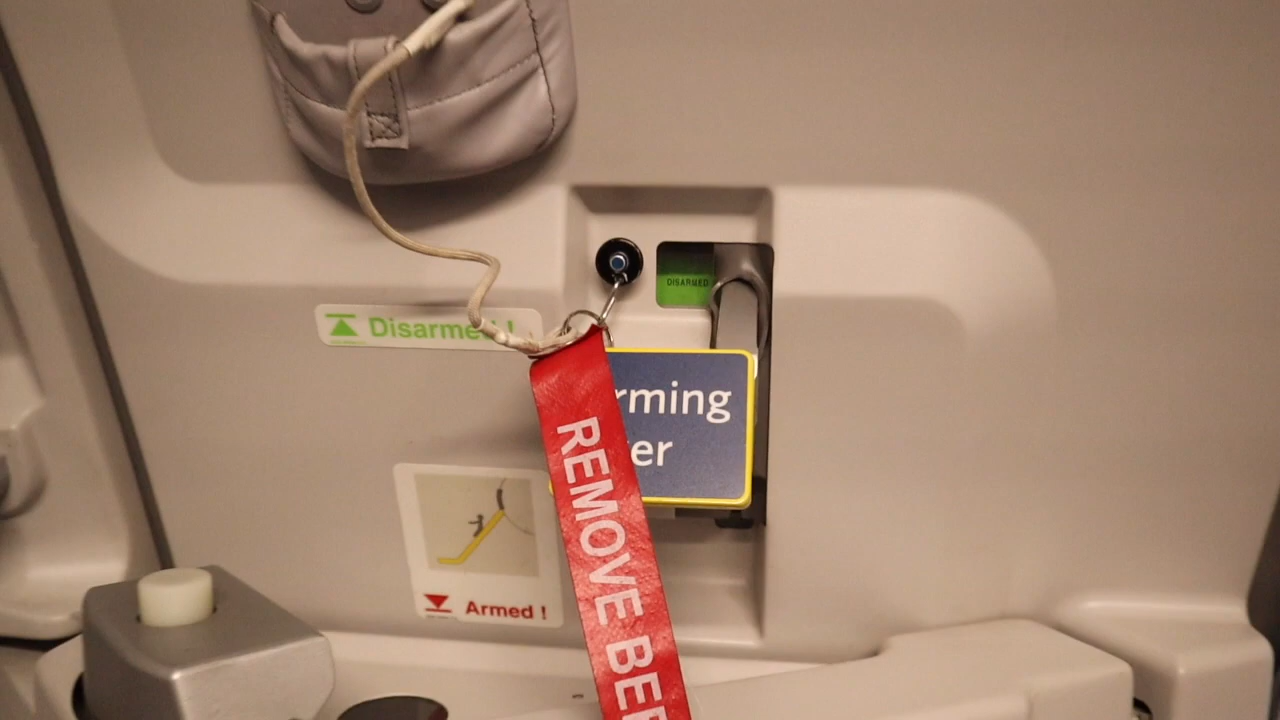 DISARMED
Disarmed !
rming
er
REMOVE BEF
Armed !